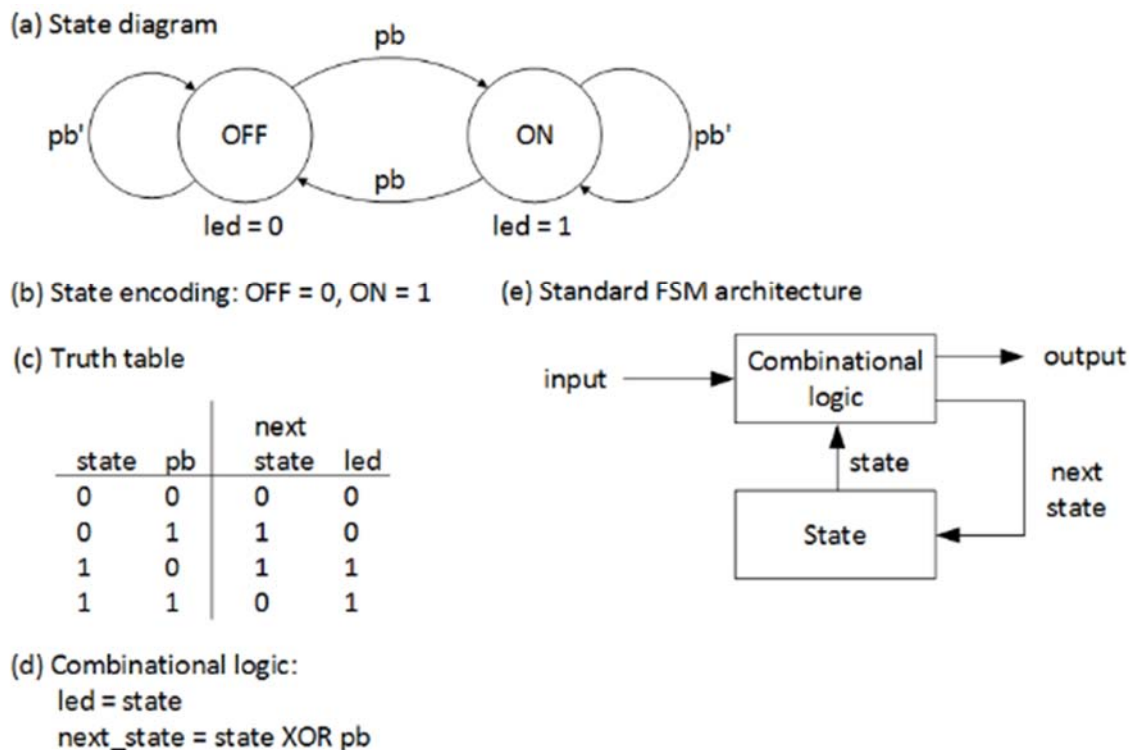 (a) State diagram
pb
pb'
OFF
ON
pb'
pb
led = 0
led = 1
(b) State encoding: OFF = 0, ON = 1
(e) Standard FSM architecture
(c) Truth table
next
state pb state led
0 0 0 0
0 1 1 0
1 0 1 1
1 1 0 1
input
Combinational
logic
output
state
next
state
State
(d) Combinational logic:
led = state
next_state = state XOR pb